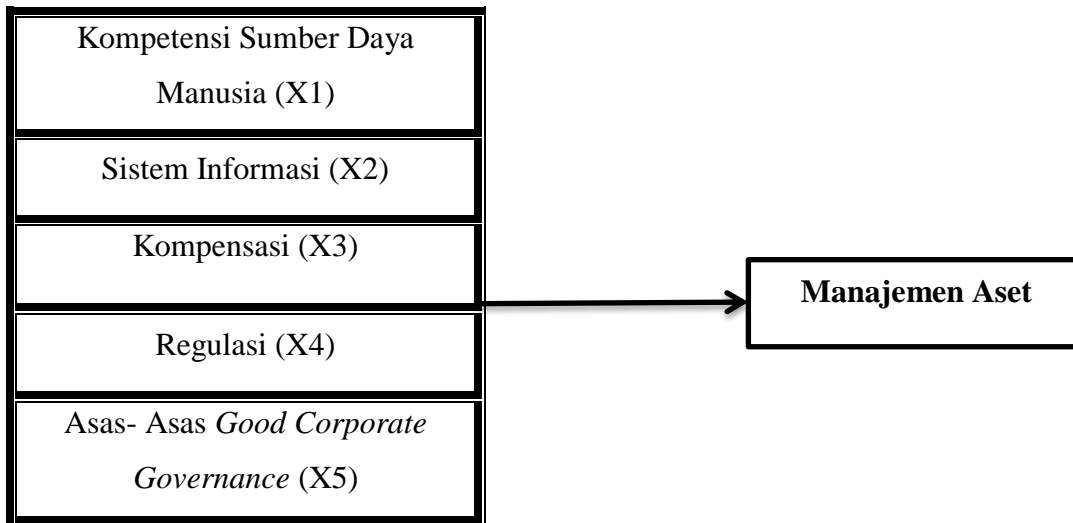 Kompetensi Sumber Daya
Manusia (X1)
Sistem Informasi (X2)
Kompensasi (X3)
Regulasi (X4)
Asas- Asas Good Corporate
Governance (X5)
Manajemen Aset